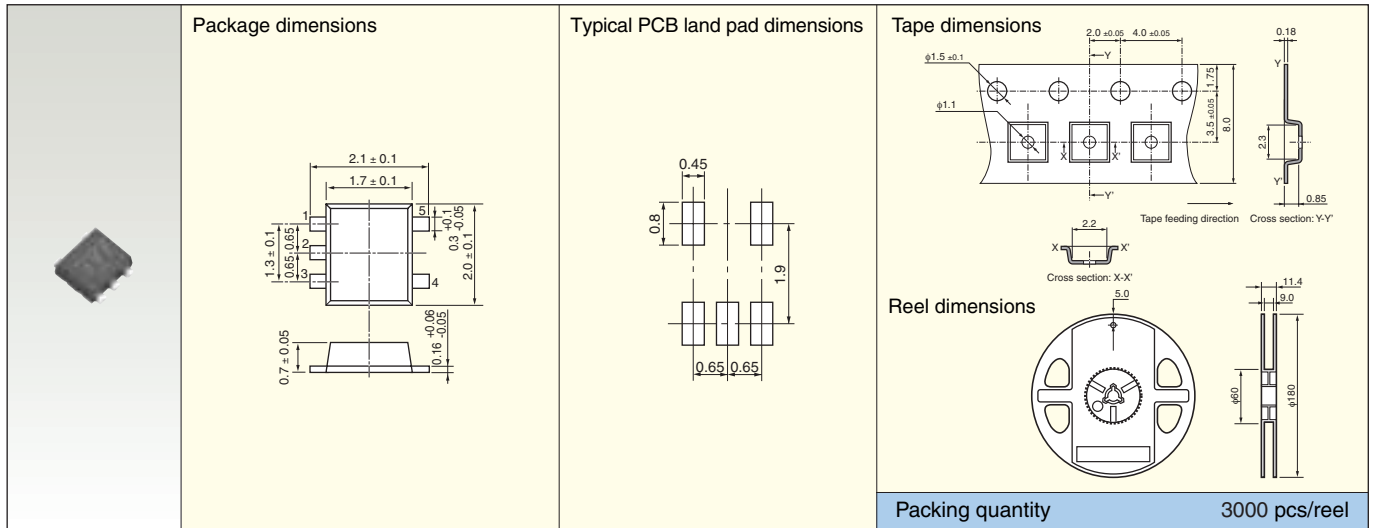 Package dimensions
2.1 ± 0.1
1.7 ± 0.1
1
2
3
5
4
1.3 ± 0.1
0.65
0.65
0.3 +0.1 -0.05
2.0 ± 0.1
0.7 ± 0.05
0.16 +0.06 -0.05
Typical PCB land pad dimensions
0.45
0.8
1.9
0.65
0.65
Tape dimensions
2.0 ±0.05
4.0 ±0.05
φ1.5 ±0.1
φ1.1
Y
X
X'
Y'
1.75
3.5 ±0.05
8.0
Tape feeding direction
0.18
Y
2.3
Y'
0.85
Cross section: Y-Y'
2.2
X
X'
Cross section: X-X'
Reel dimensions
5.0
11.4
9.0
φ60
φ180
Packing quantity
3000 pcs/reel